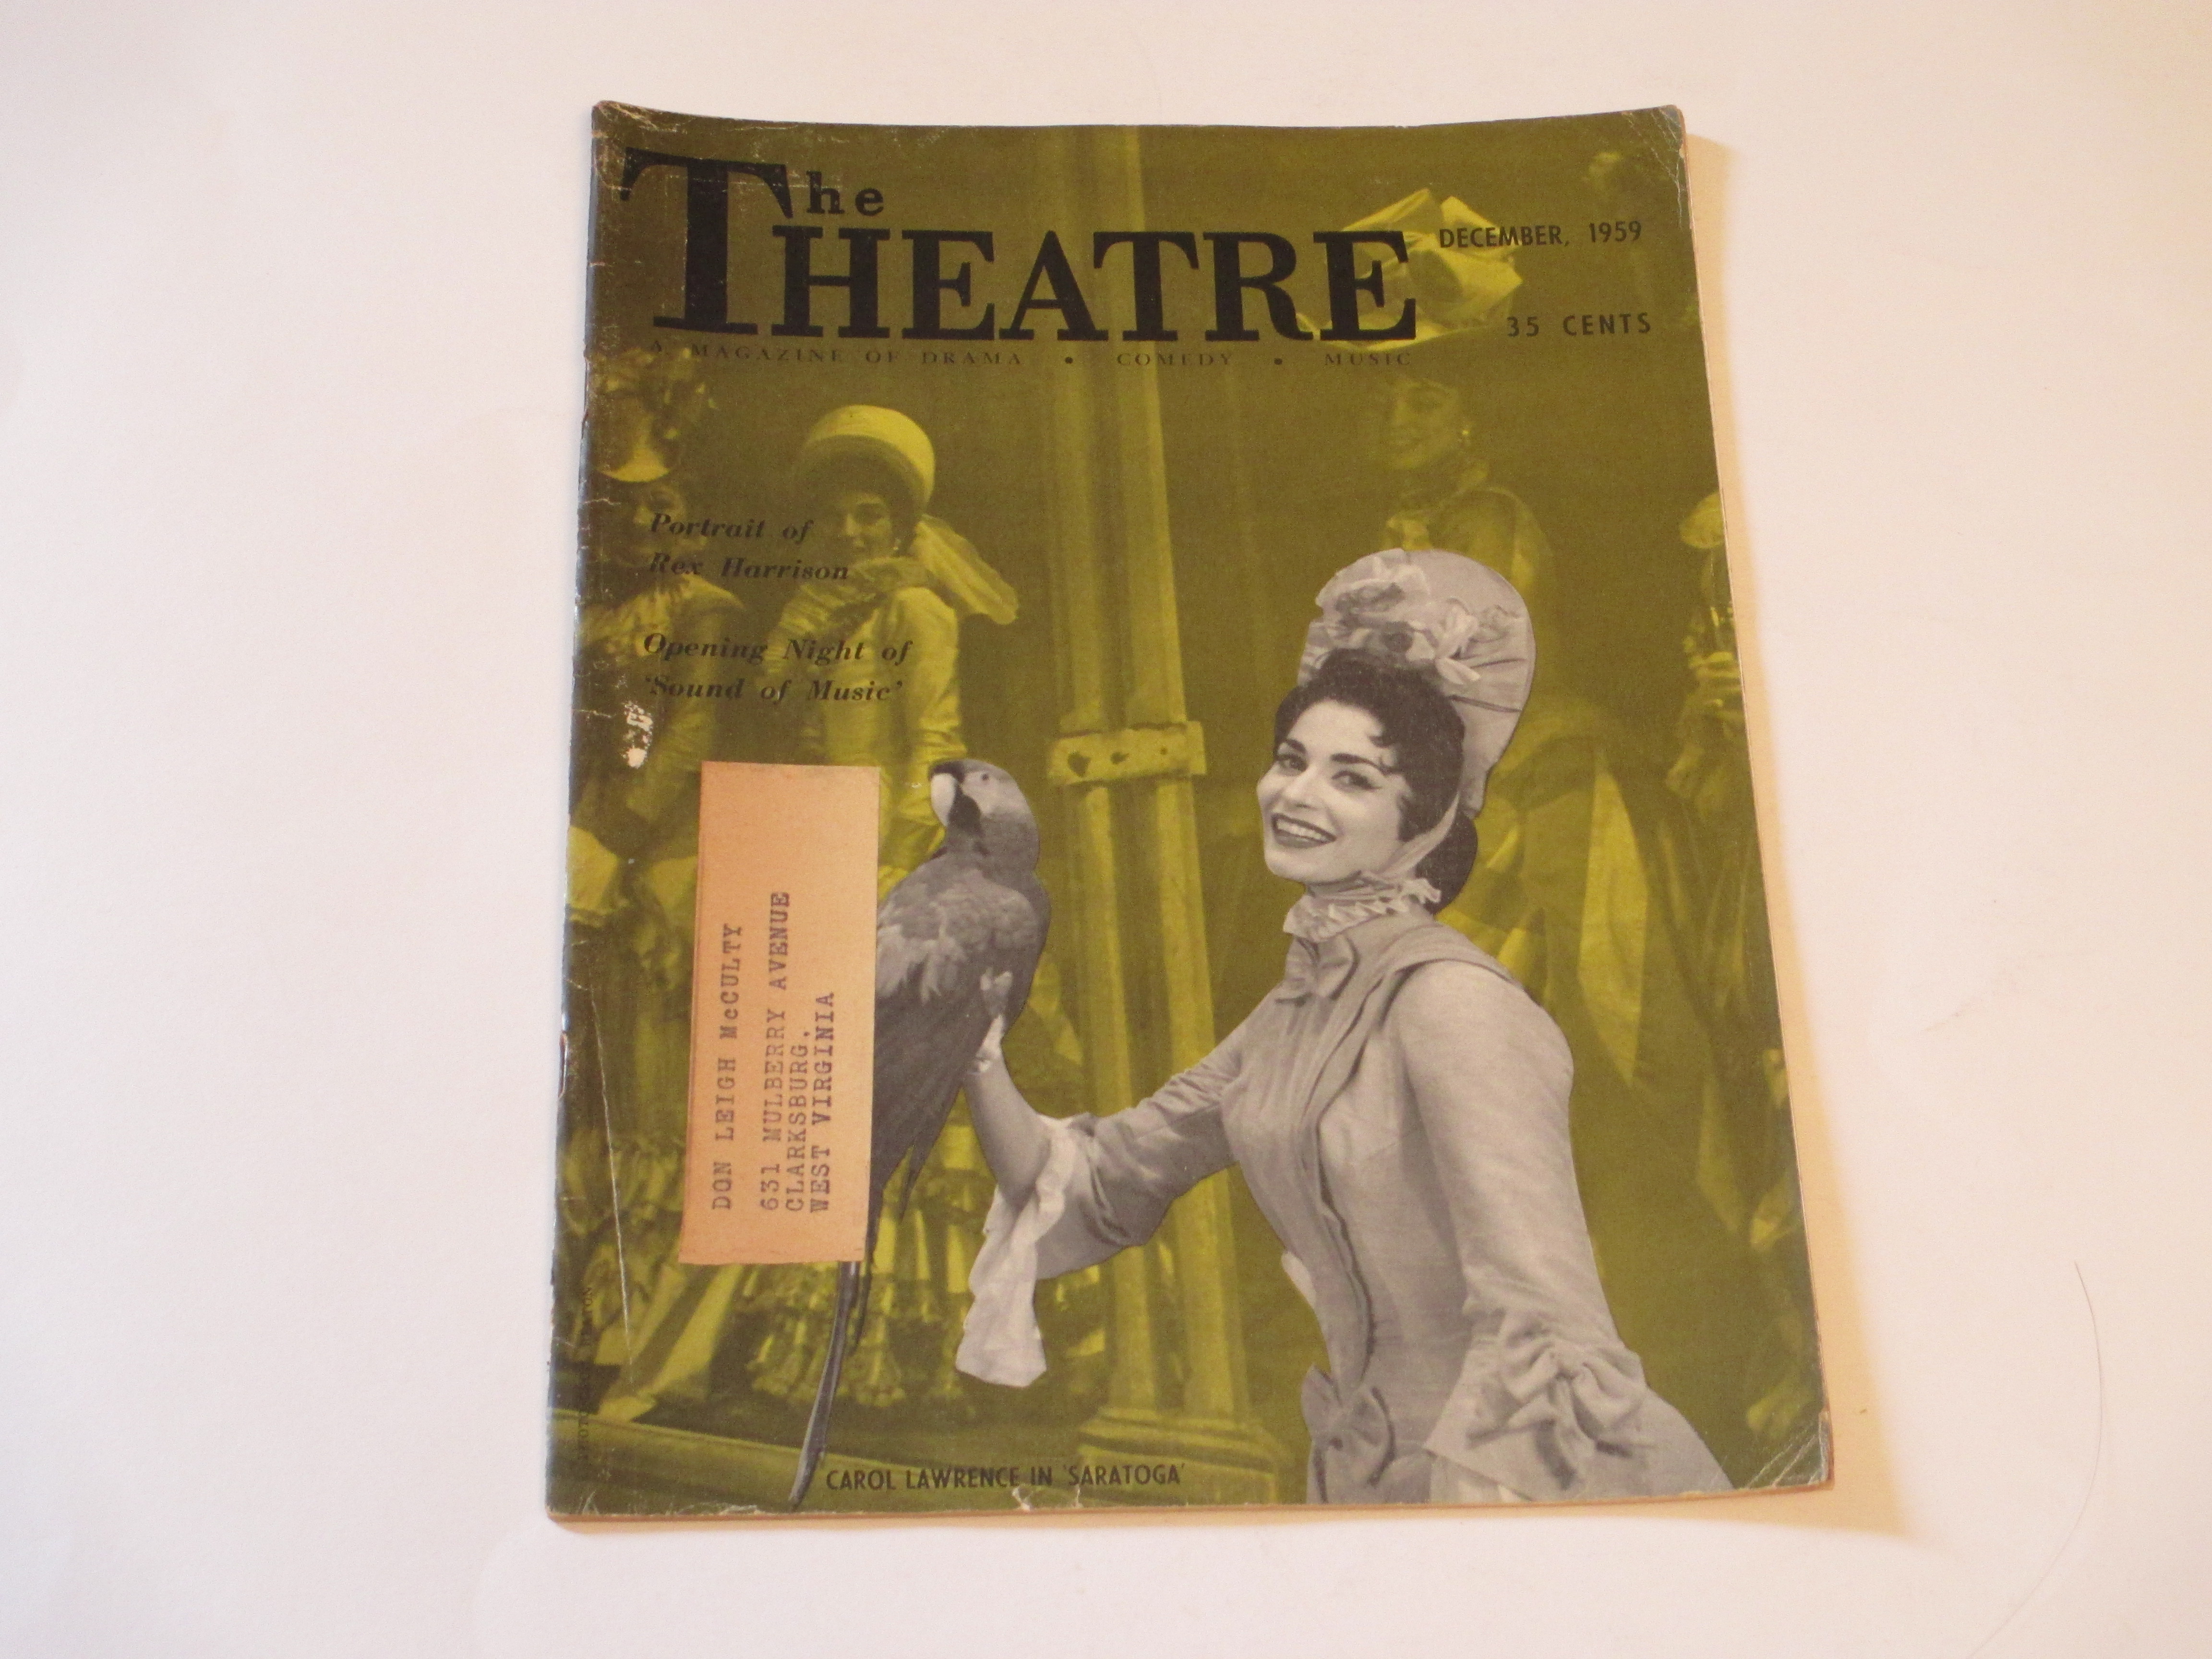 The
THEATRE
DECEMBER, 1959
35 CENTS
A MAGAZINE OF DRAMA • COMEDY • MUSIC
Portrait of
Rex Harrison
Opening Night of
'Sound of Music'
DON LEIGH McCULTY
631 MULBERRY AVENUE
CLARKSBURG,
WEST VIRGINIA
CAROL LAWRENCE IN 'SARATOGA'